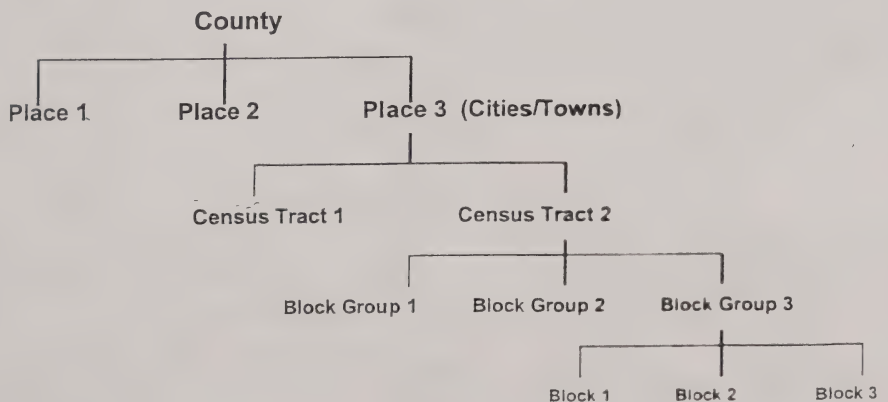 County
Place 1 Place 2 Place 3 (Cities/Towns)
Census Tract 1 Census Tract 2
Block Group 1 Block Group 2 Block Group 3
Block 1 Block 2 Block 3